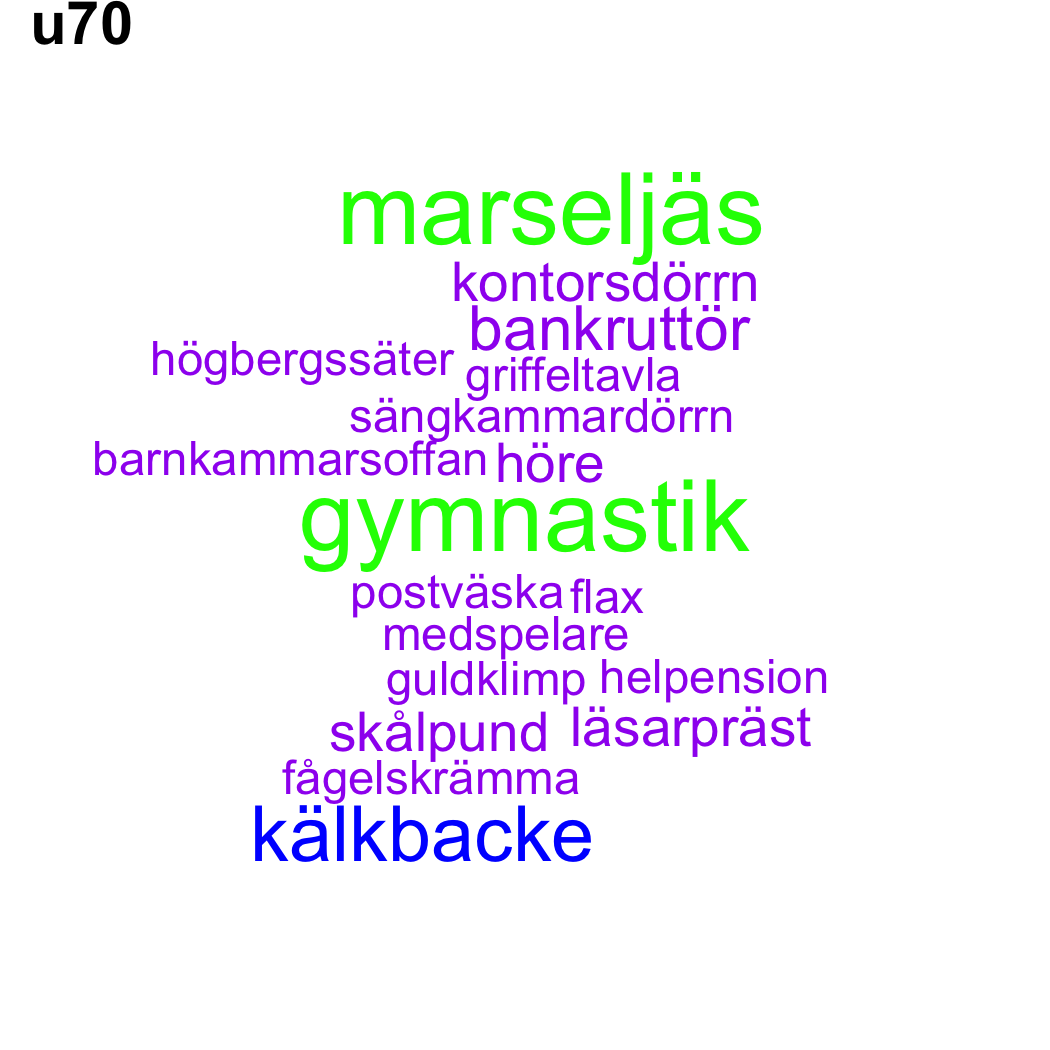 u70
marseljäs
kontorsdörrn
bankruttör
högbergssäter
griffeltavla
sängkammardörrn
barnkammarsoffan höre
gymnastik
postväska flax
medspelare
guldklimp helpension
skålpund läsarpräst
fågelskrämma
kälkbacke